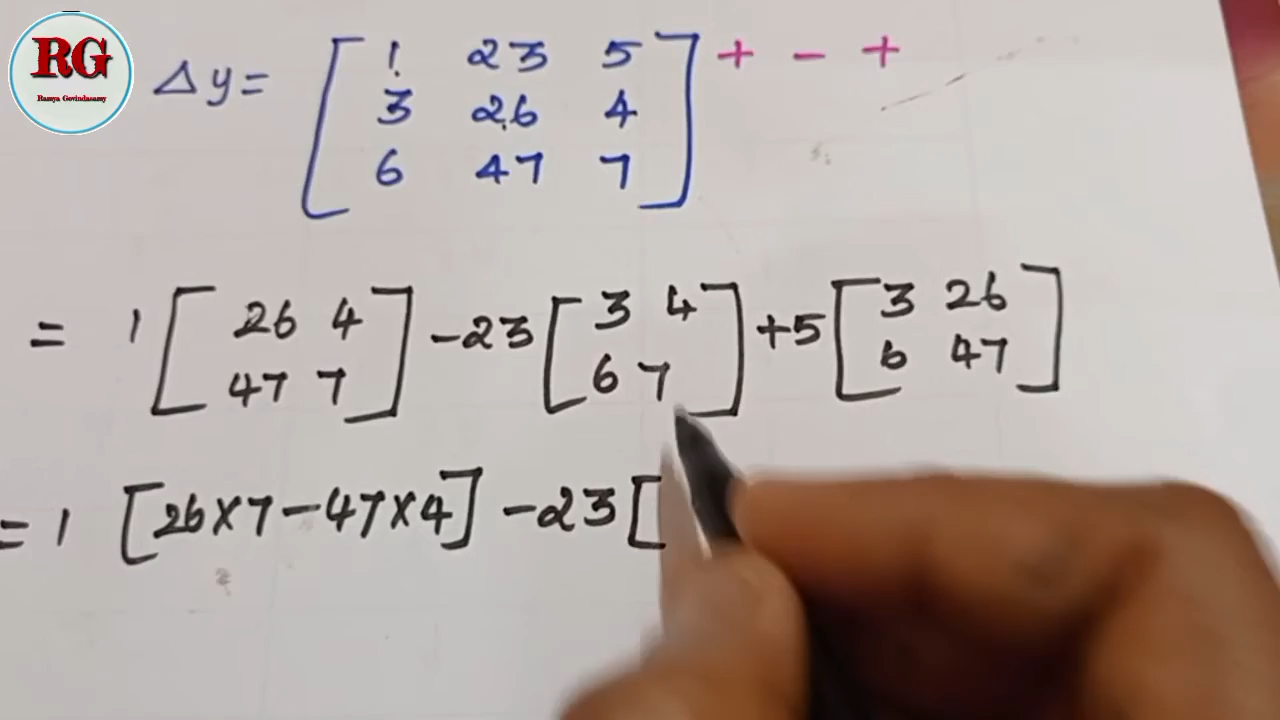 RG
Ramya Govindasamy
Δy = [ 1 23 5 ] + - +
3 26 4
6 47 7
= 1 [ 26 4 ] -23 [ 3 4 ] +5 [ 3 26 ]
47 7 6 7 6 47
= 1 [26×7-47×4] -23[